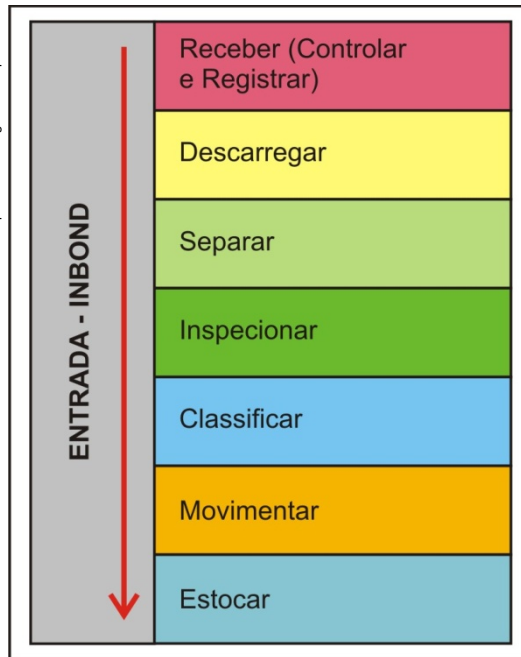 ENTRADA - INBOND
Receber (Controlar
e Registrar)
Descarregar
Separar
Inspecionar
Classificar
Movimentar
Estocar